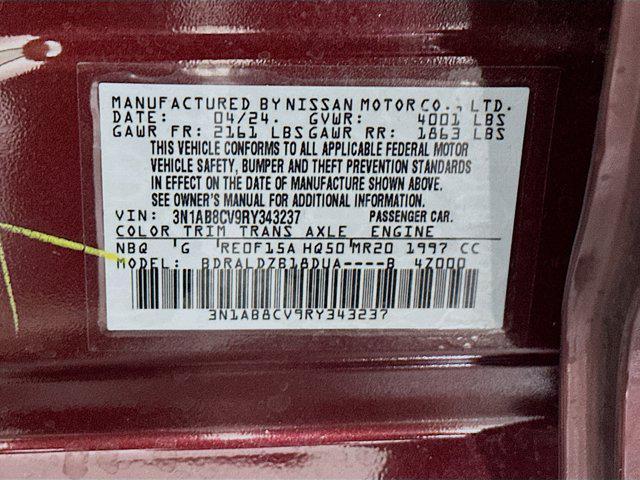 MANUFACTURED BY NISSAN MOTOR CO., LTD.
DATE: 04/24. GVWR: 4001 LBS
GAWR FR: 2161 LBS GAWR RR: 1863 LBS
THIS VEHICLE CONFORMS TO ALL APPLICABLE FEDERAL MOTOR
VEHICLE SAFETY, BUMPER AND THEFT PREVENTION STANDARDS
IN EFFECT ON THE DATE OF MANUFACTURE SHOWN ABOVE.
SEE OWNER'S MANUAL FOR ADDITIONAL INFORMATION.
VIN: 3N1AB8CV9RY343237 PASSENGER CAR.
COLOR TRIM TRANS AXLE ENGINE
NBQ 'G RE0F15A HQ50 MR20 1997 CC
MODEL: BDRALDZB18DUA----B 4Z000
3N1AB8CV9RY343237